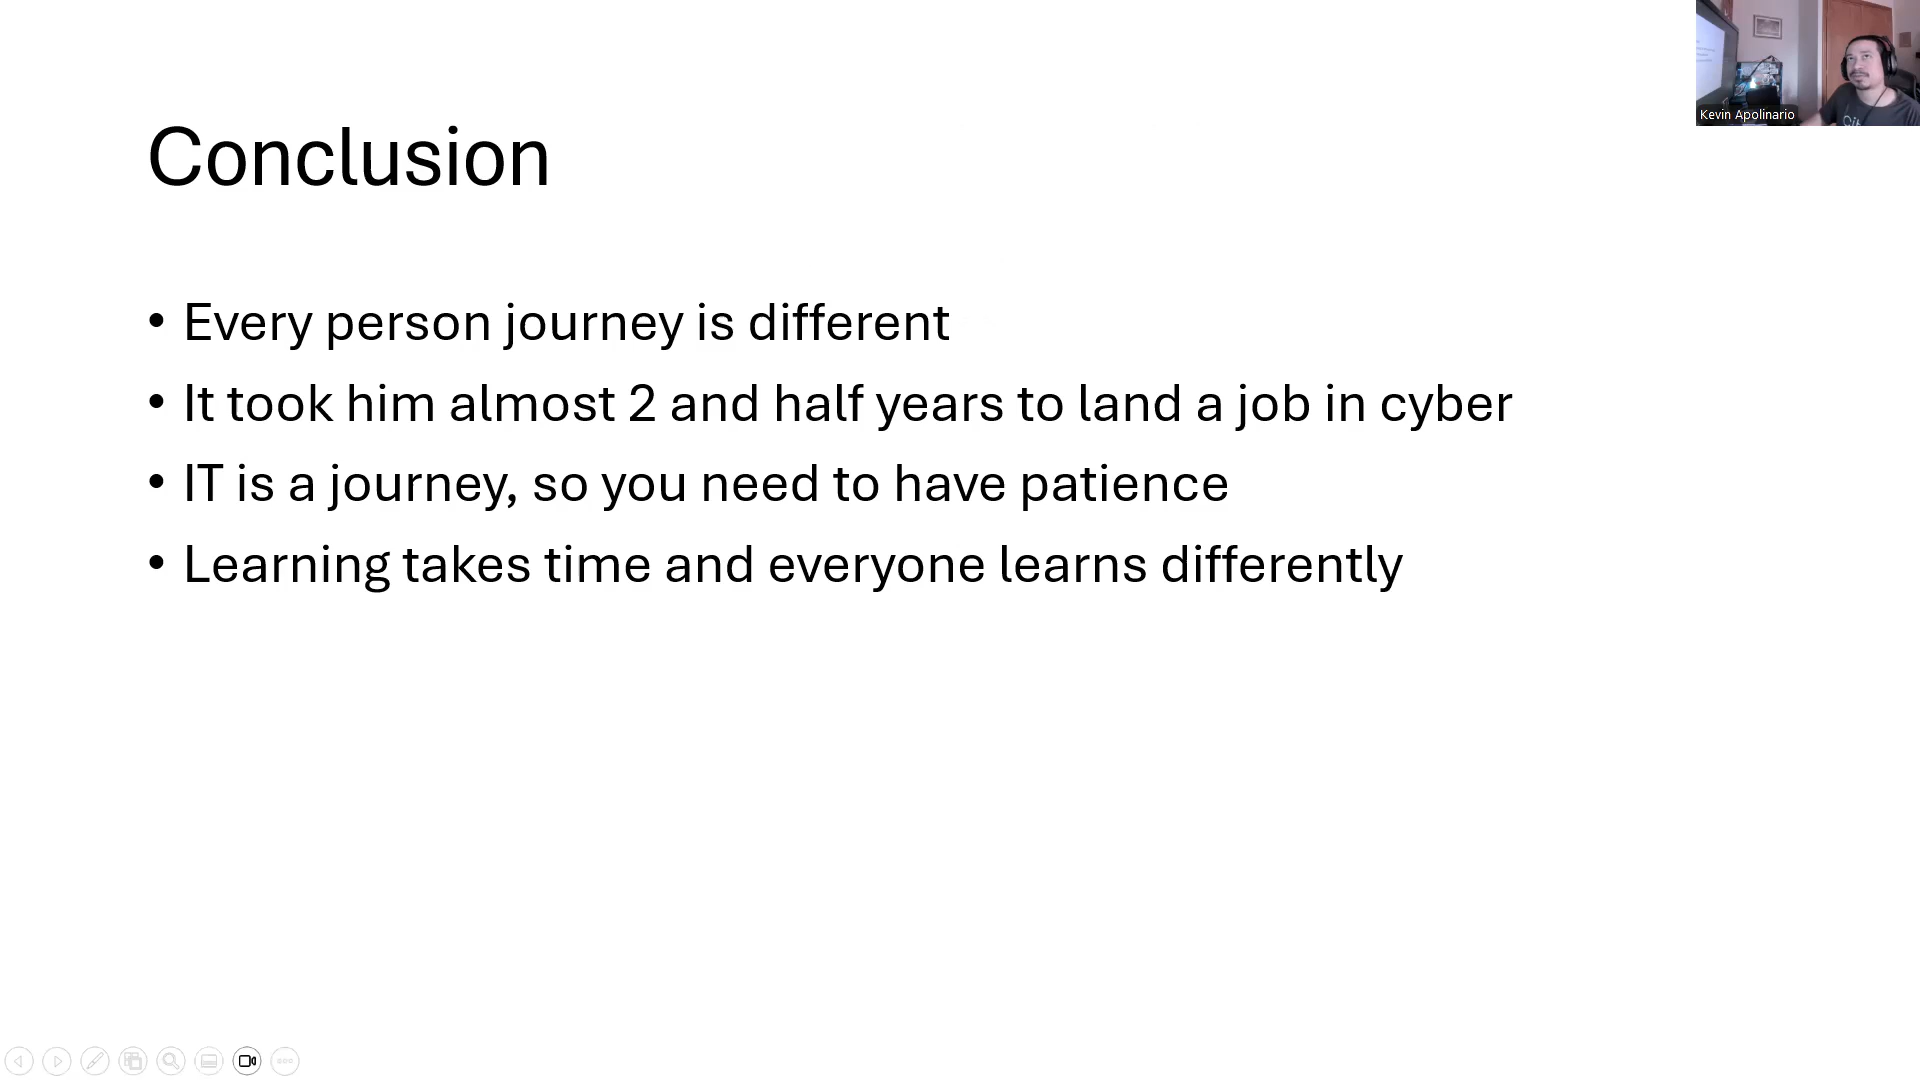 Kevin Apolinario
Conclusion
• Every person journey is different
• It took him almost 2 and half years to land a job in cyber
• IT is a journey, so you need to have patience
• Learning takes time and everyone learns differently